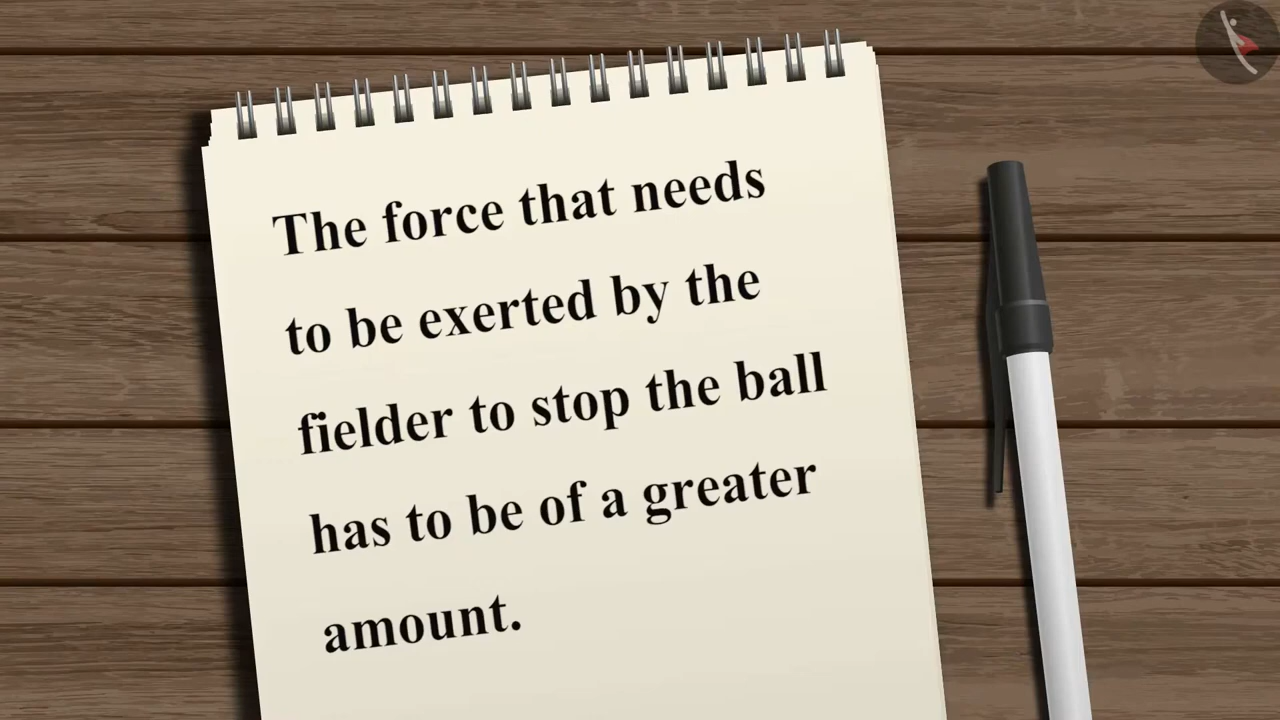 The force that needs
to be exerted by the
fielder to stop the ball
has to be of a greater
amount.